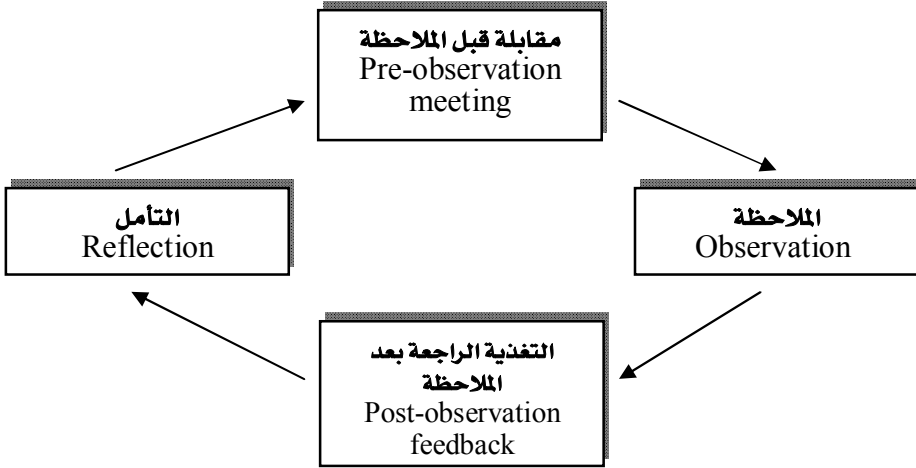 مقابلة قبل الملاحظة
Pre-observation
meeting
الملاحظة
Observation
التغذية الراجعة بعد
الملاحظة
Post-observation
feedback
التأمل
Reflection